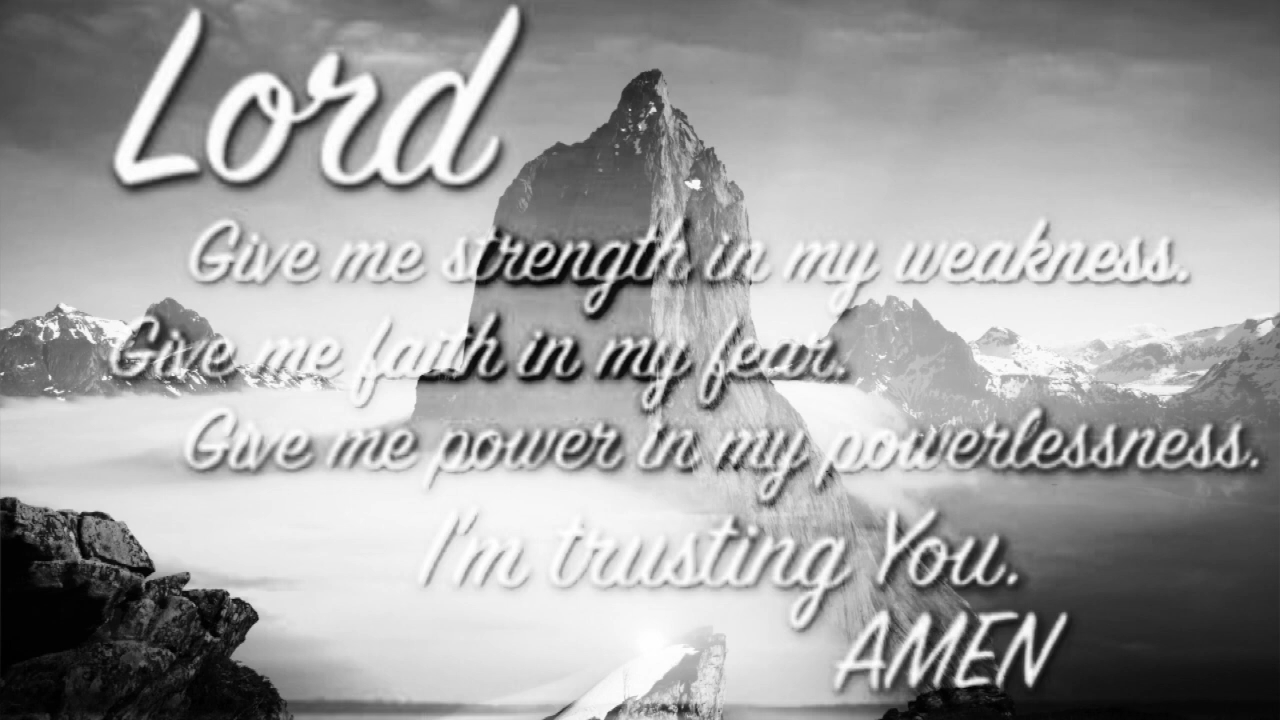 Lord
Give me strength in my weakness.
Give me faith in my fear.
Give me power in my powerlessness.
I'm trusting You.
AMEN